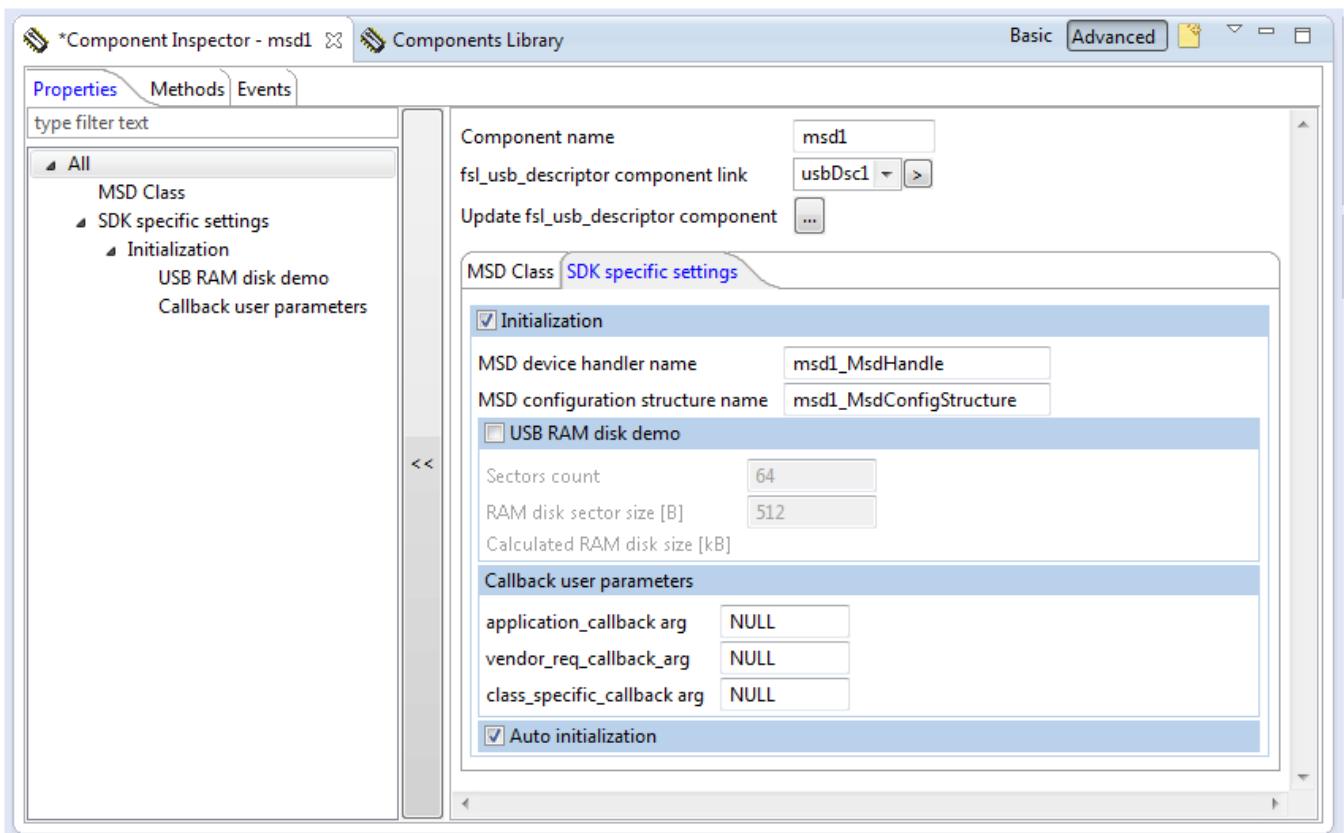 *Component Inspector - msd1 Components Library Basic Advanced
Properties Methods Events
type filter text
All
MSD Class
SDK specific settings
Initialization
USB RAM disk demo
Callback user parameters
<<
Component name msd1
fsl_usb_descriptor component link usbDsc1 >
Update fsl_usb_descriptor component ...
MSD Class SDK specific settings
Initialization
MSD device handler name msd1_MsdHandle
MSD configuration structure name msd1_MsdConfigStructure
USB RAM disk demo
Sectors count 64
RAM disk sector size [B] 512
Calculated RAM disk size [kB]
Callback user parameters
application_callback arg NULL
vendor_req_callback_arg NULL
class_specific_callback arg NULL
Auto initialization